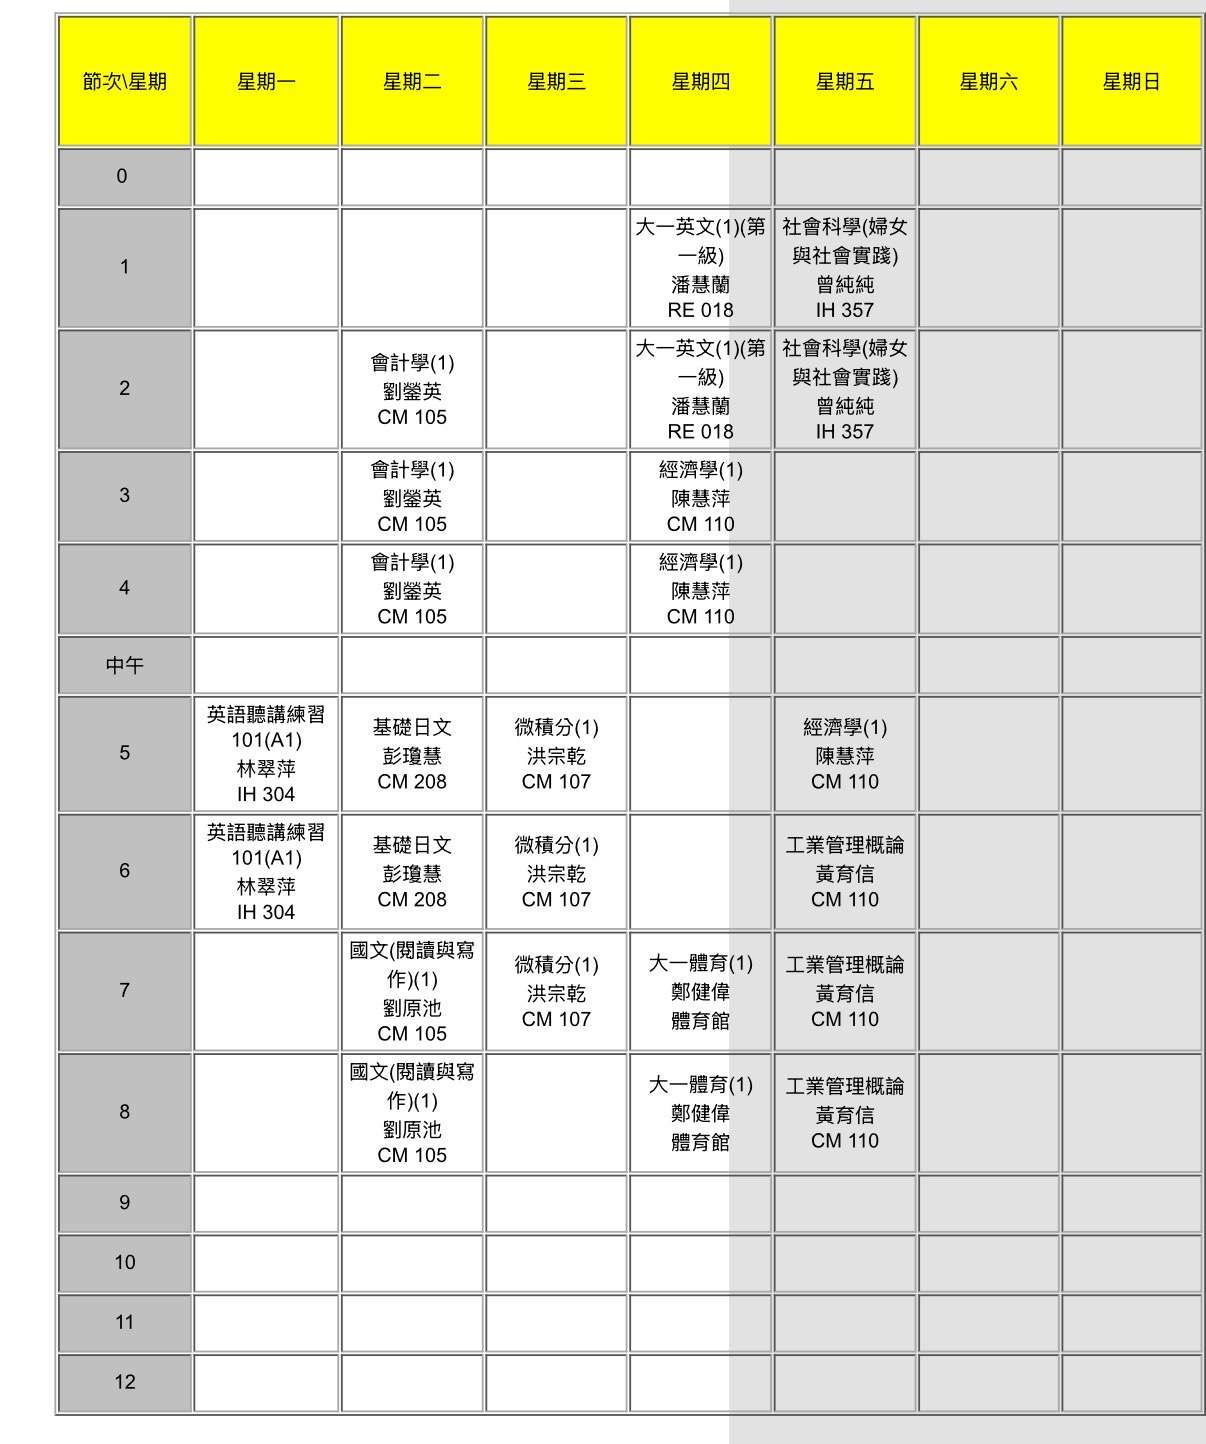 節次\星期 星期一 星期二 星期三 星期四 星期五 星期六 星期日
0
1
大一英文(1)(第
一級)
潘慧蘭
RE 018
社會科學(婦女
與社會實踐)
曾純純
IH 357
2
會計學(1)
劉鎣英
CM 105
大一英文(1)(第
一級)
潘慧蘭
RE 018
社會科學(婦女
與社會實踐)
曾純純
IH 357
3
會計學(1)
劉鎣英
CM 105
經濟學(1)
陳慧萍
CM 110
4
會計學(1)
劉鎣英
CM 105
經濟學(1)
陳慧萍
CM 110
中午
5
英語聽講練習
101(A1)
林翠萍
IH 304
基礎日文
彭瓊慧
CM 208
微積分(1)
洪宗乾
CM 107
經濟學(1)
陳慧萍
CM 110
6
英語聽講練習
101(A1)
林翠萍
IH 304
基礎日文
彭瓊慧
CM 208
微積分(1)
洪宗乾
CM 107
工業管理概論
黃育信
CM 110
7
國文(閱讀與寫
作)(1)
劉原池
CM 105
微積分(1)
洪宗乾
CM 107
大一體育(1)
鄭健偉
體育館
工業管理概論
黃育信
CM 110
8
國文(閱讀與寫
作)(1)
劉原池
CM 105
大一體育(1)
鄭健偉
體育館
工業管理概論
黃育信
CM 110
9
10
11
12